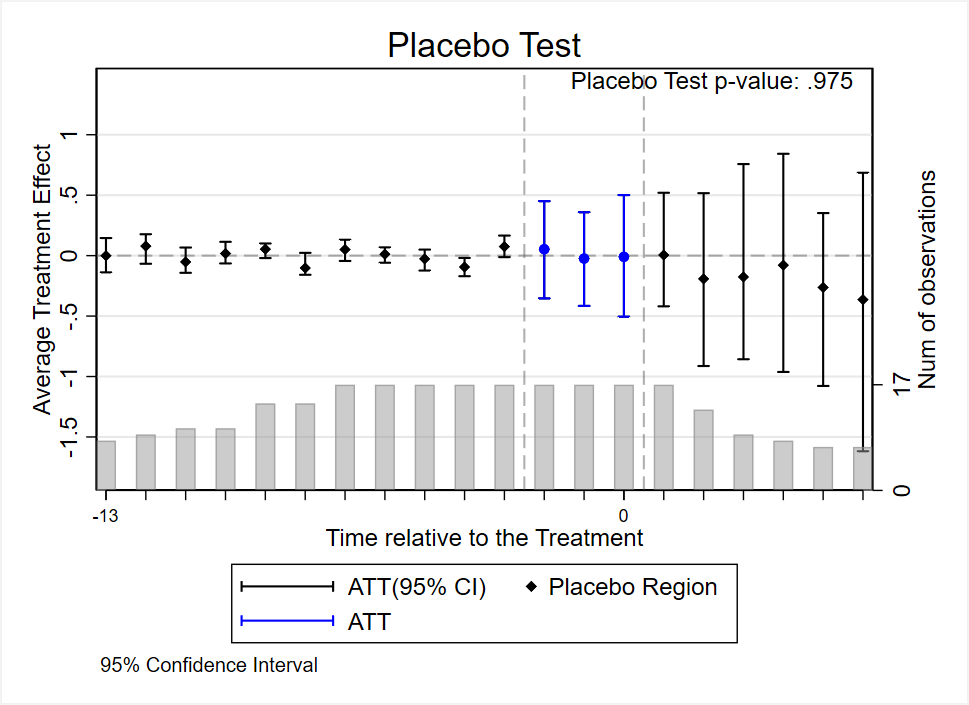 Placebo Test
Placebo Test p-value: .975
Average Treatment Effect
1
.5
0
-.5
-1
-1.5
17
0
Num of observations
-13
0
Time relative to the Treatment
ATT(95% CI)
Placebo Region
ATT
95% Confidence Interval